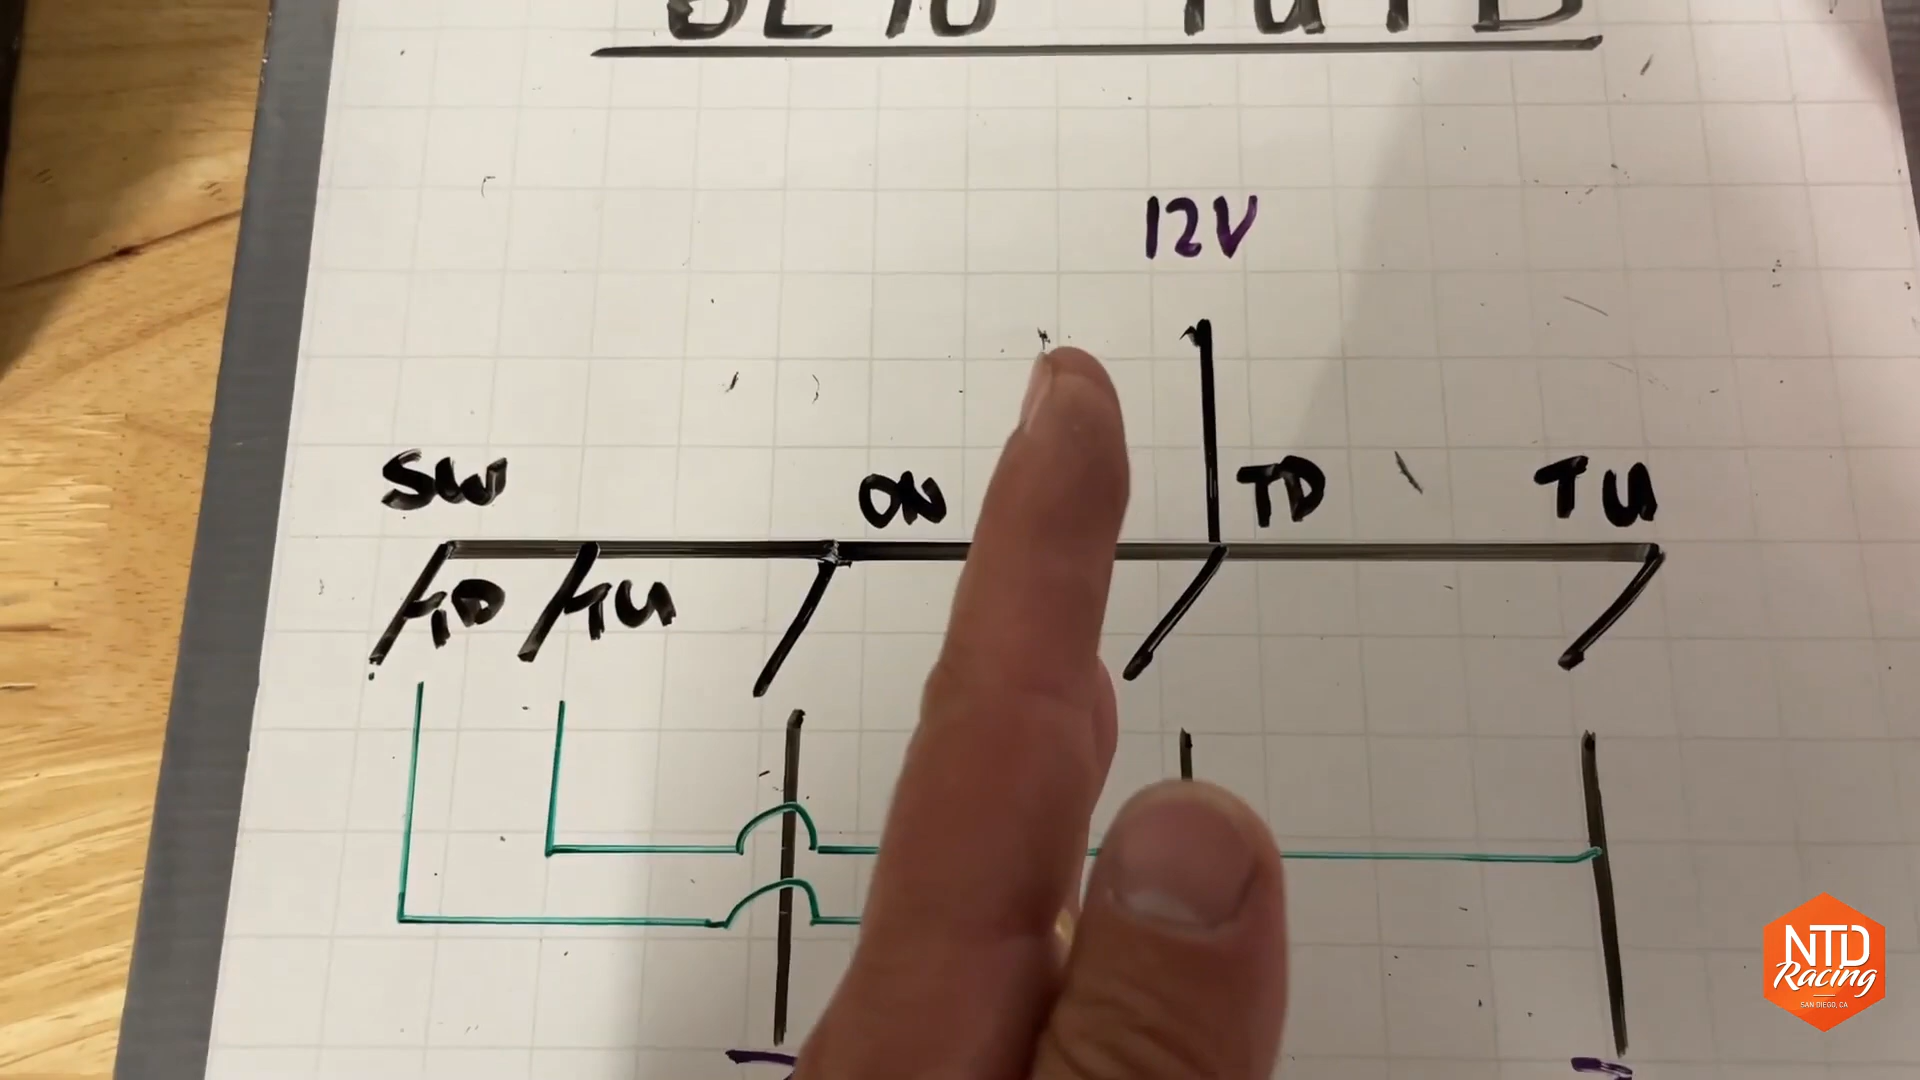 12V
SW ON TD TU
TD TU
NTD
Racing
SAN DIEGO, CA